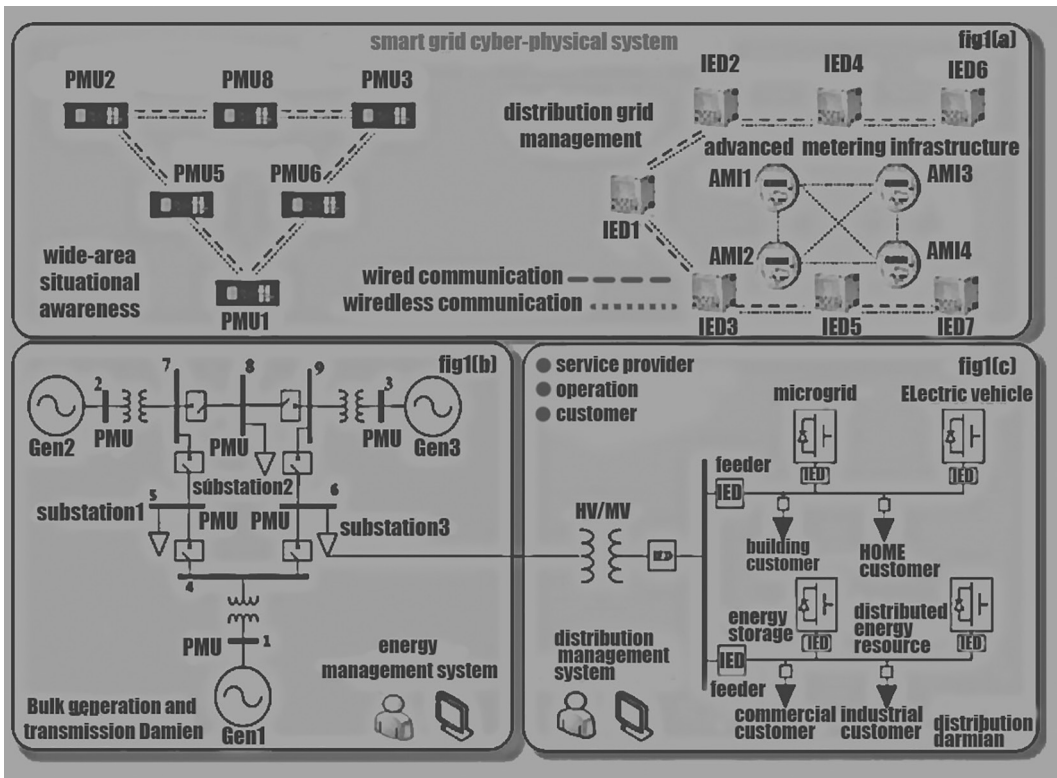 smart grid cyber-physical system
fig1(a)
PMU2
PMU8
PMU3
PMU5
PMU6
PMU1
wide-area
situational
awareness
distribution grid
management
IED2
IED4
IED6
IED1
advanced metering infrastructure
AMI1
AMI3
AMI2
AMI4
IED3
IED5
IED7
wired communication
wiredless communication
fig1(b)
7
8
9
2
3
Gen2
PMU
PMU
PMU
Gen3
substation1
5
substation2
6
PMU
PMU
substation3
4
PMU
1
Gen1
energy
management system
Bulk generation and
transmission Damien
fig1(c)
service provider
operation
customer
microgrid
ELectric vehicle
feeder
IED
IED
IED
HV/MV
building
customer
HOME
customer
energy
storage
distributed
energy
resource
IED
IED
IED
feeder
distribution
management
system
commercial
customer
industrial
customer
distribution
darmian